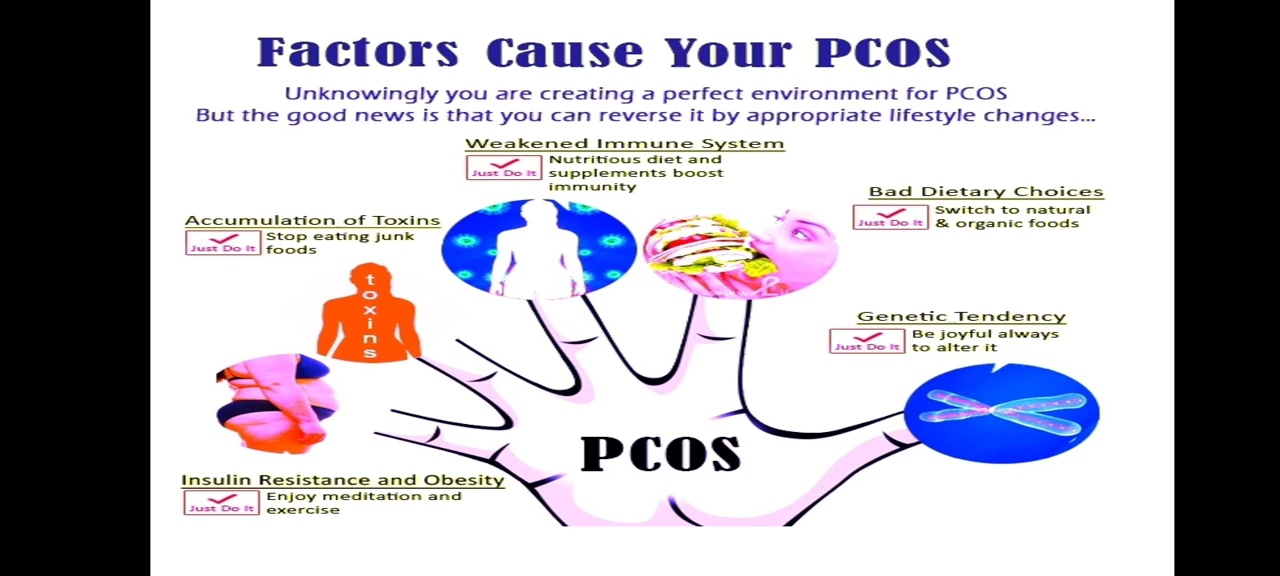 Factors Cause Your PCOS
Unknowingly you are creating a perfect environment for PCOS
But the good news is that you can reverse it by appropriate lifestyle changes...
Weakened Immune System
Just Do It
Nutritious diet and
supplements boost
immunity
Bad Dietary Choices
Just Do It
Switch to natural
& organic foods
Accumulation of Toxins
Just Do It
Stop eating junk
foods
toxins
Genetic Tendency
Just Do It
Be joyful always
to alter it
PCOS
Insulin Resistance and Obesity
Just Do It
Enjoy meditation and
exercise